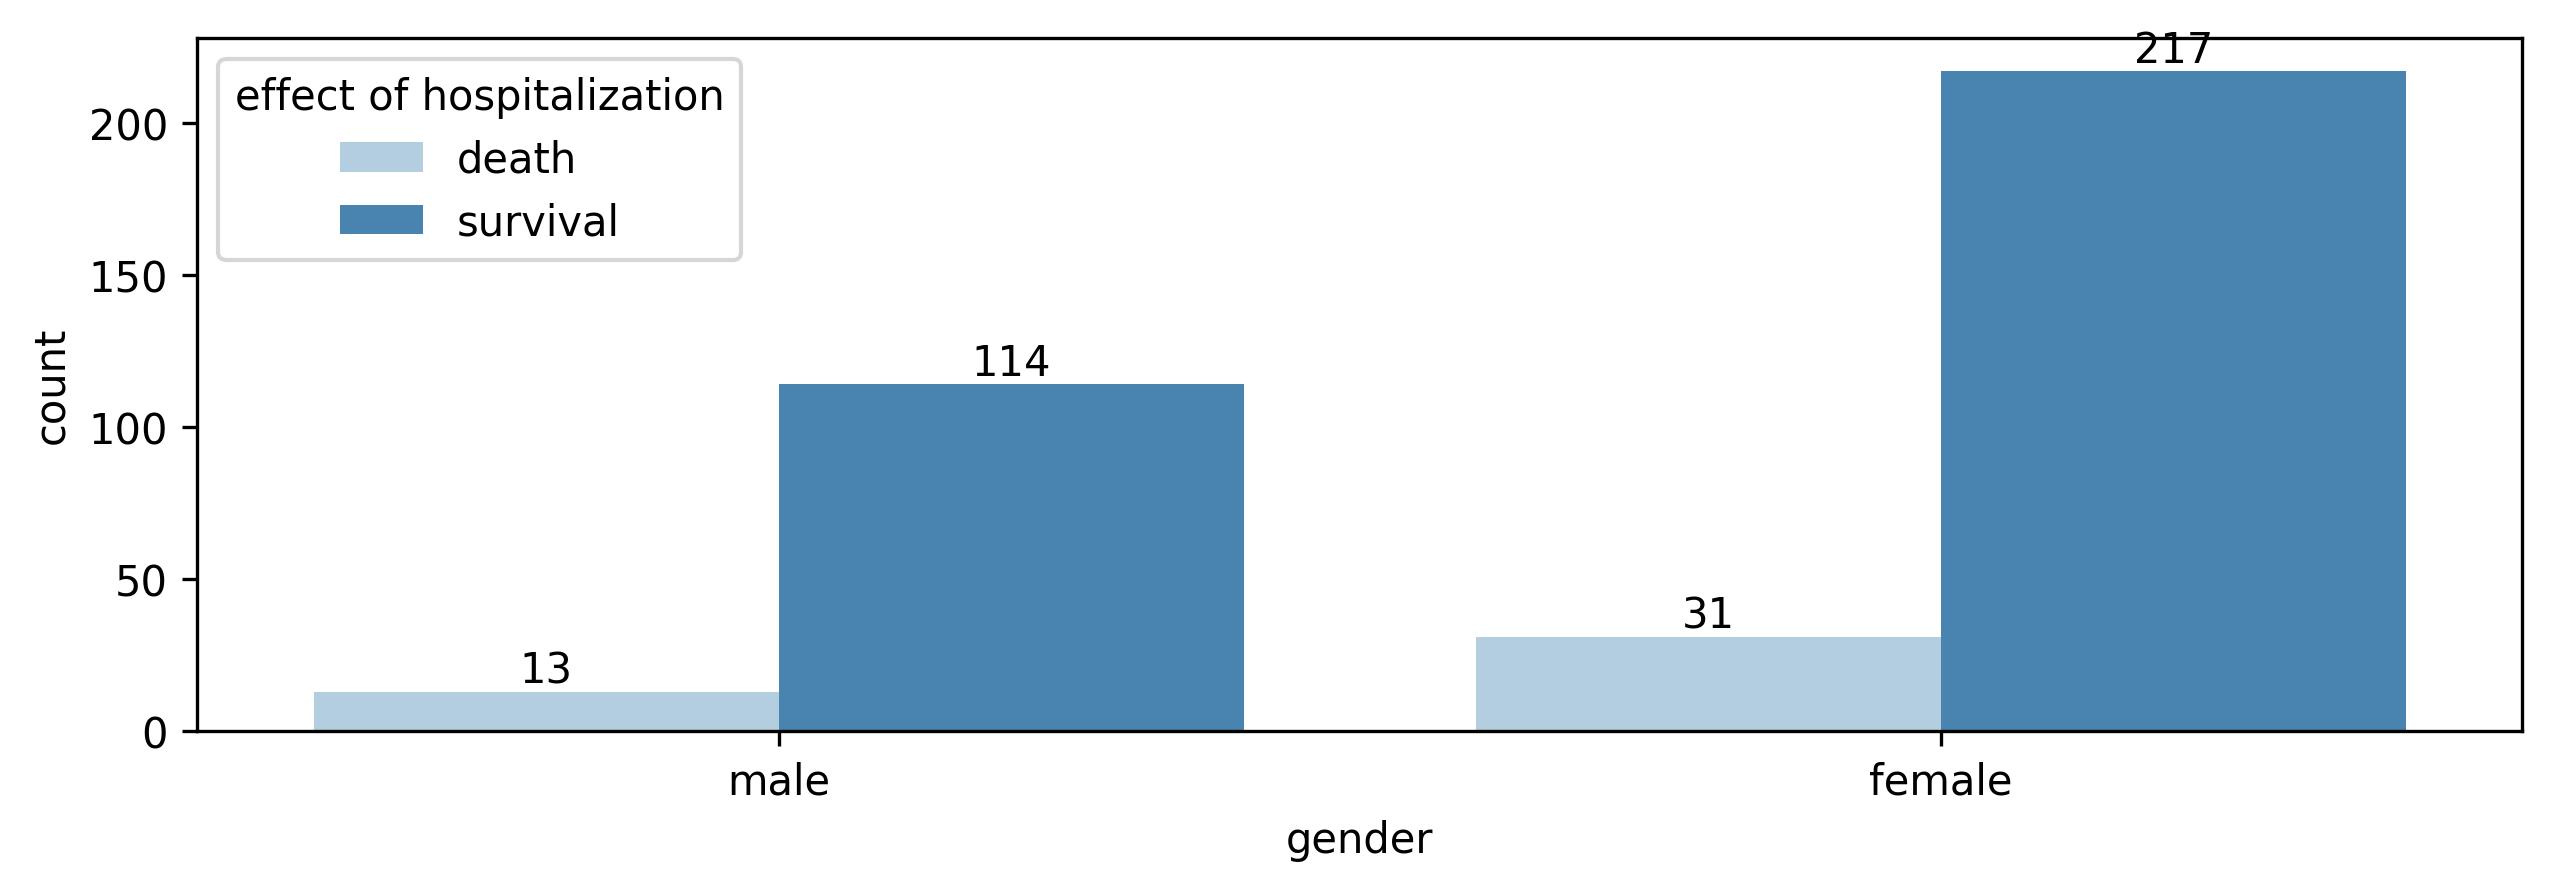 217
effect of hospitalization
death
survival
200
150
100
50
0
count
114
13
31
male
female
gender